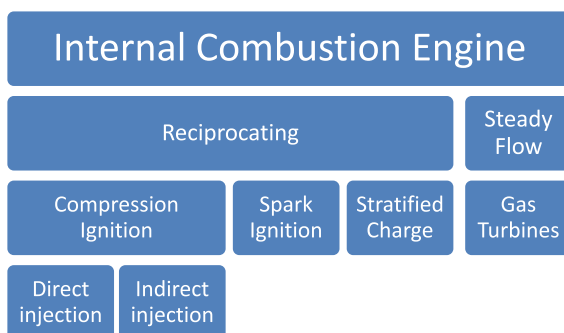 Internal Combustion Engine
Reciprocating
Steady
Flow
Compression
Ignition
Spark
Ignition
Stratified
Charge
Gas
Turbines
Direct
injection
Indirect
injection